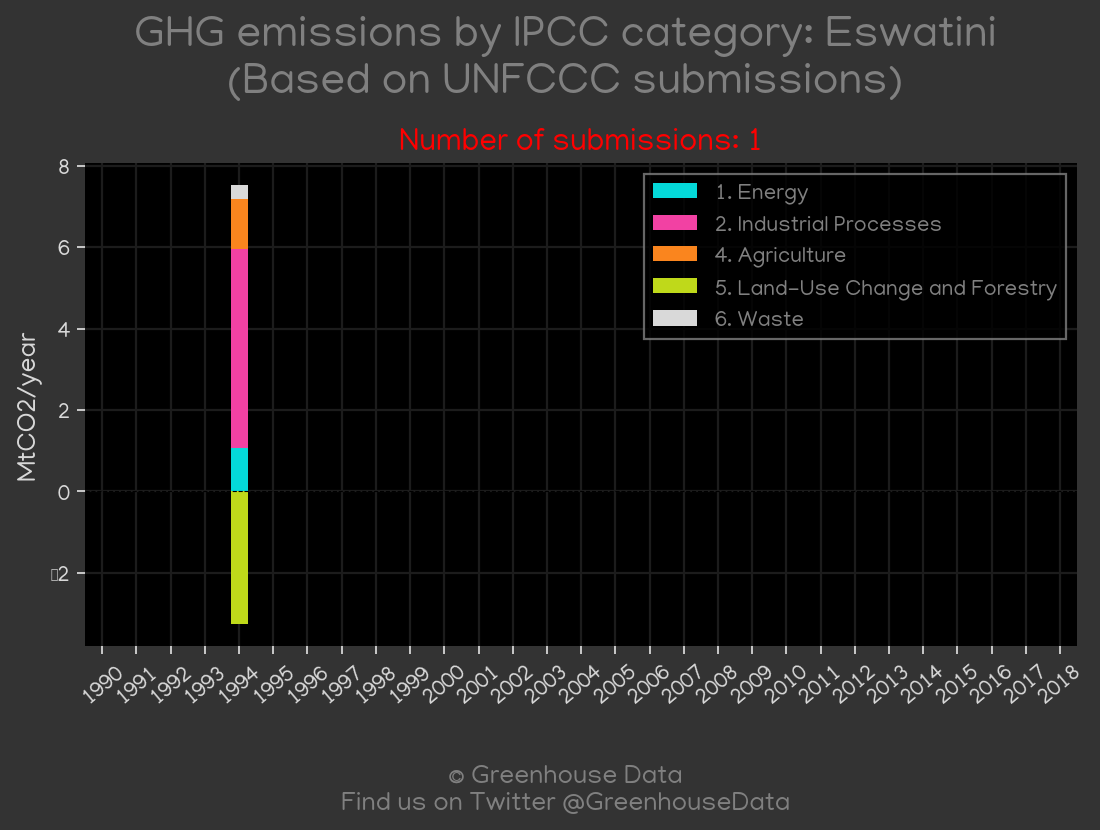 GHG emissions by IPCC category: Eswatini
(Based on UNFCCC submissions)
Number of submissions: 1
8
6
4
2
0
▯2
MtCO2/year
1. Energy
2. Industrial Processes
4. Agriculture
5. Land-Use Change and Forestry
6. Waste
1990 1991 1992 1993 1994 1995 1996 1997 1998 1999 2000 2001 2002 2003 2004 2005 2006 2007 2008 2009 2010 2011 2012 2013 2014 2015 2016 2017 2018
© Greenhouse Data
Find us on Twitter @GreenhouseData